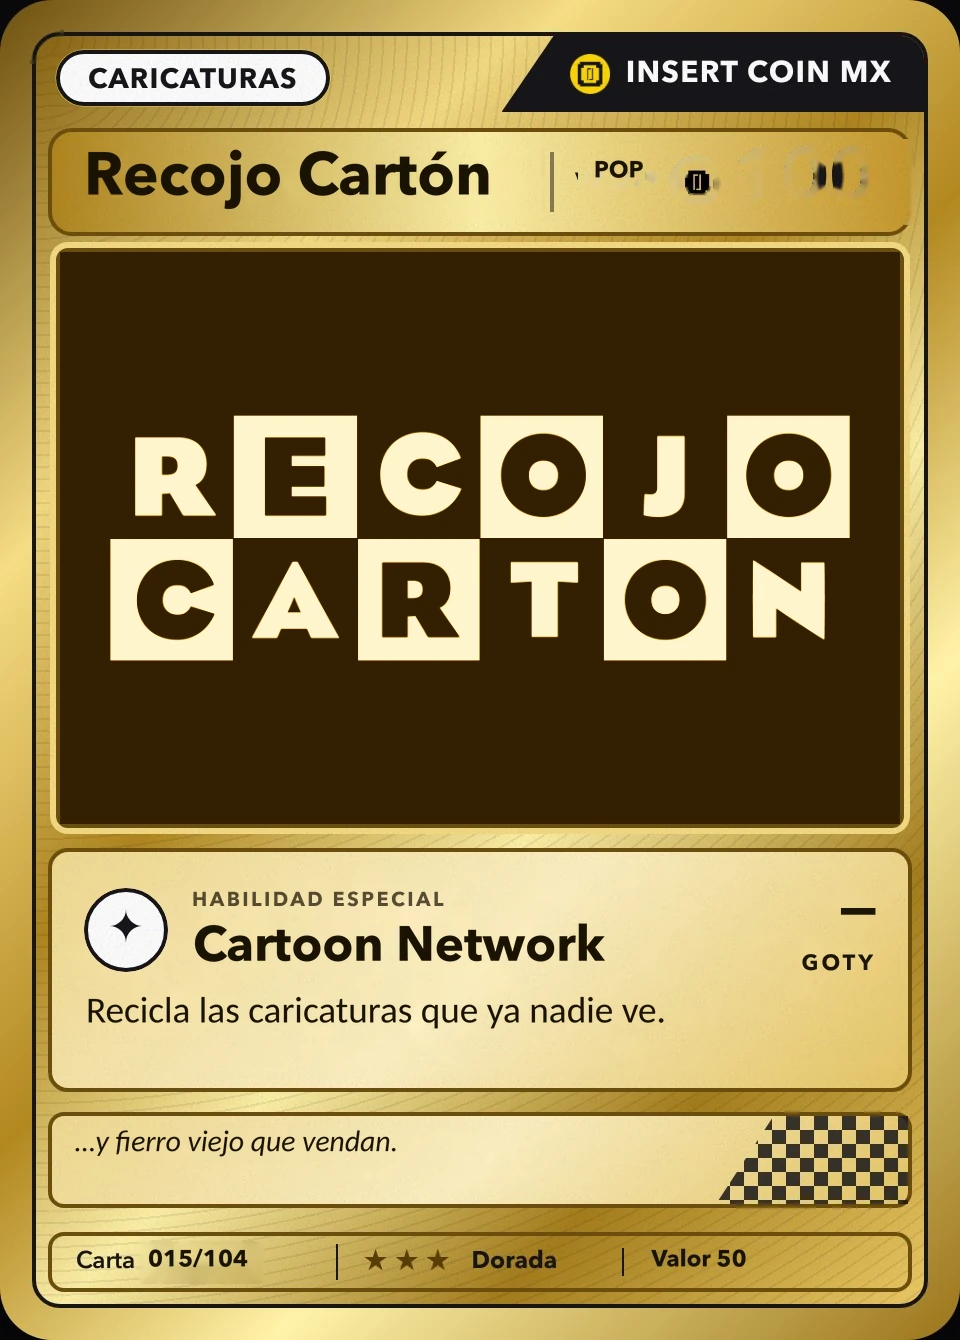 CARICATURAS
INSERT COIN MX
Recojo Cartón
POP
RECOJO
CARTON
HABILIDAD ESPECIAL
Cartoon Network
–
GOTY
Recicla las caricaturas que ya nadie ve.
...y fierro viejo que vendan.
Carta 015/104 ★★★ Dorada Valor 50